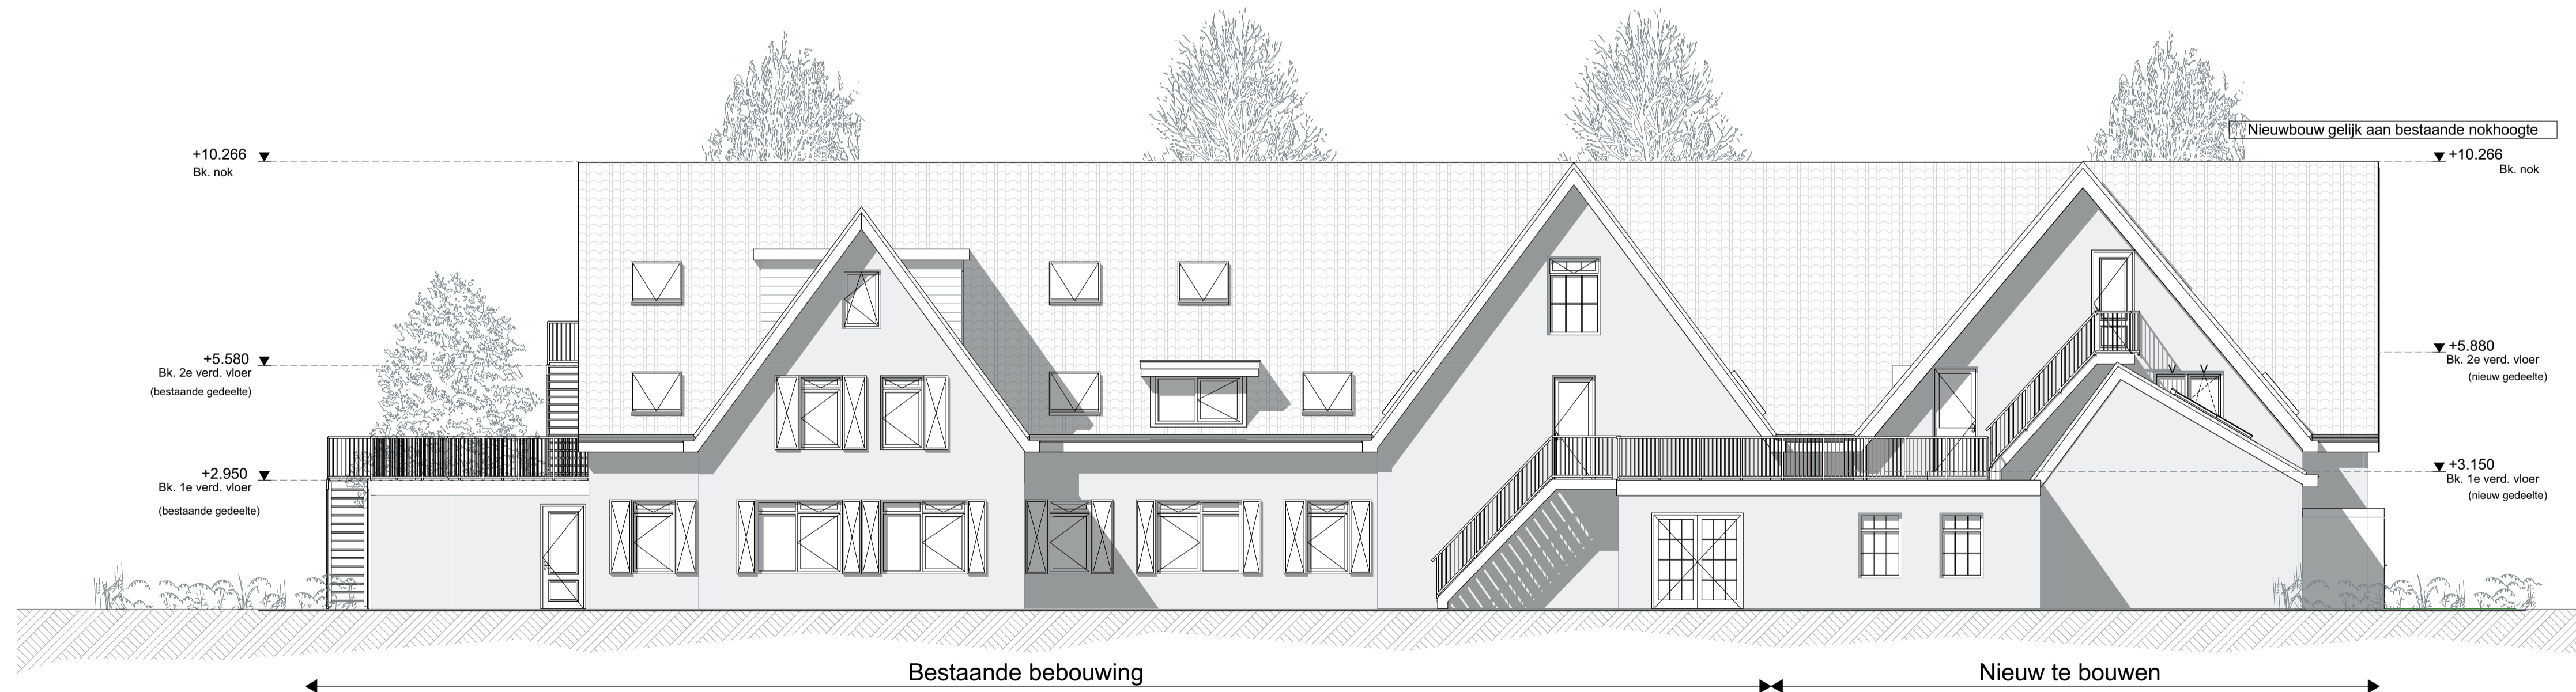 Nieuwbouw gelijk aan bestaande nokhoogte
+10.266
Bk. nok
+10.266
Bk. nok
+5.580
Bk. 2e verd. vloer
(bestaande gedeelte)
+5.880
Bk. 2e verd. vloer
(nieuw gedeelte)
+2.950
Bk. 1e verd. vloer
(bestaande gedeelte)
+3.150
Bk. 1e verd. vloer
(nieuw gedeelte)
Bestaande bebouwing
Nieuw te bouwen